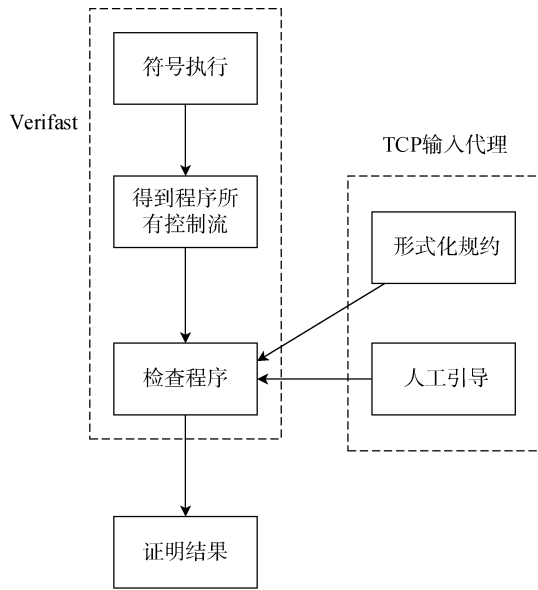 符号执行
Verifast
TCP输入代理
得到程序所
有控制流
形式化规约
检查程序
人工引导
证明结果